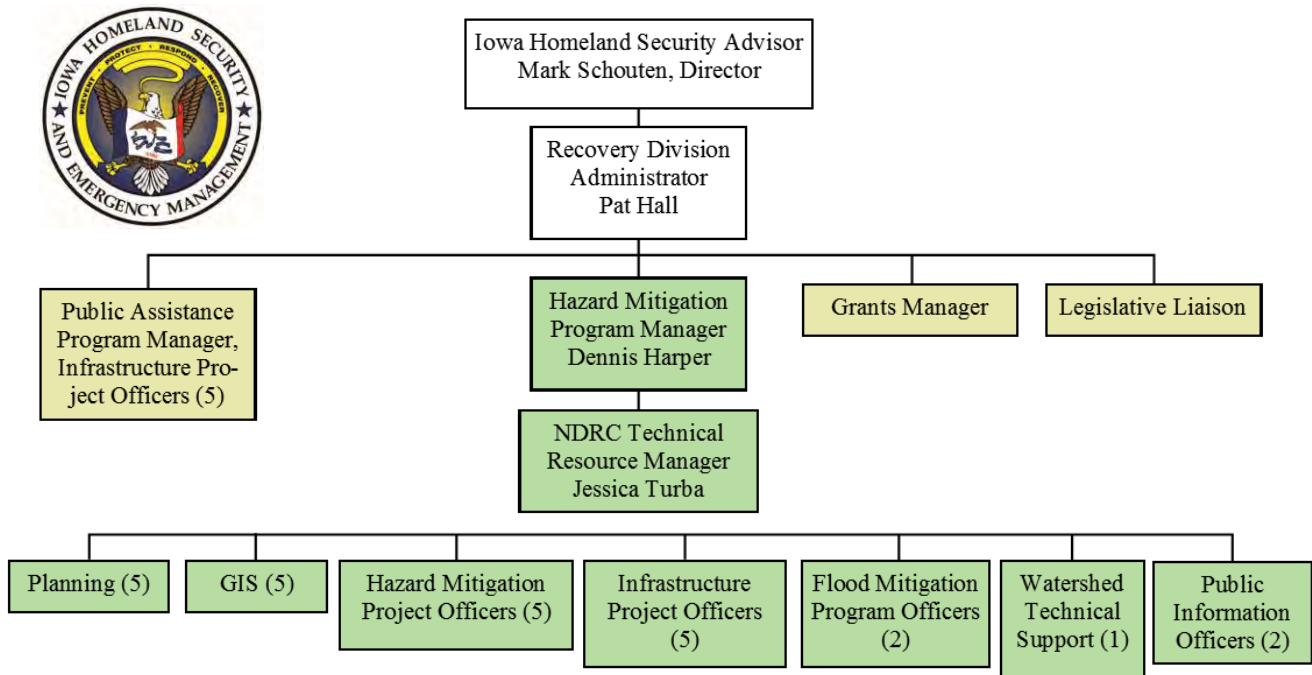 IOWA HOMELAND SECURITY
AND EMERGENCY MANAGEMENT
PREVENT · PROTECT · RESPOND · RECOVER
Iowa Homeland Security Advisor
Mark Schouten, Director
Recovery Division
Administrator
Pat Hall
Public Assistance
Program Manager,
Infrastructure Pro-
ject Officers (5)
Hazard Mitigation
Program Manager
Dennis Harper
Grants Manager
Legislative Liaison
NDRC Technical
Resource Manager
Jessica Turba
Planning (5)
GIS (5)
Hazard Mitigation
Project Officers (5)
Infrastructure
Project Officers
(5)
Flood Mitigation
Program Officers
(2)
Watershed
Technical
Support (1)
Public
Information
Officers (2)